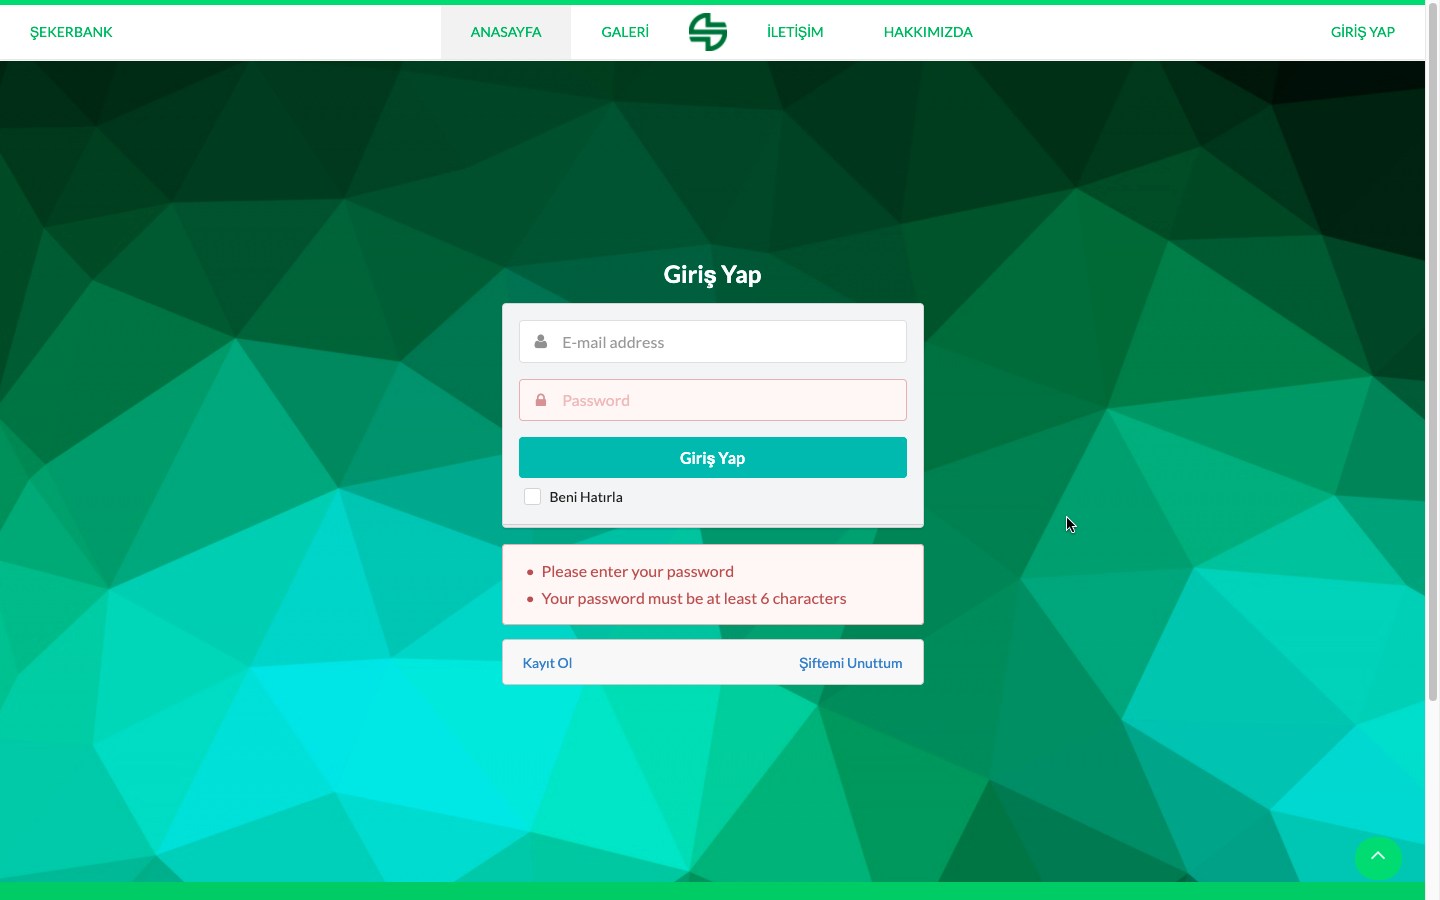 ŞEKERBANK
ANASAYFA
GALERİ
İLETİŞİM
HAKKIMIZDA
GİRİŞ YAP
Giriş Yap
E-mail address
Password
Giriş Yap
Beni Hatırla
• Please enter your password
• Your password must be at least 6 characters
Kayıt Ol
Şiftemi Unuttum